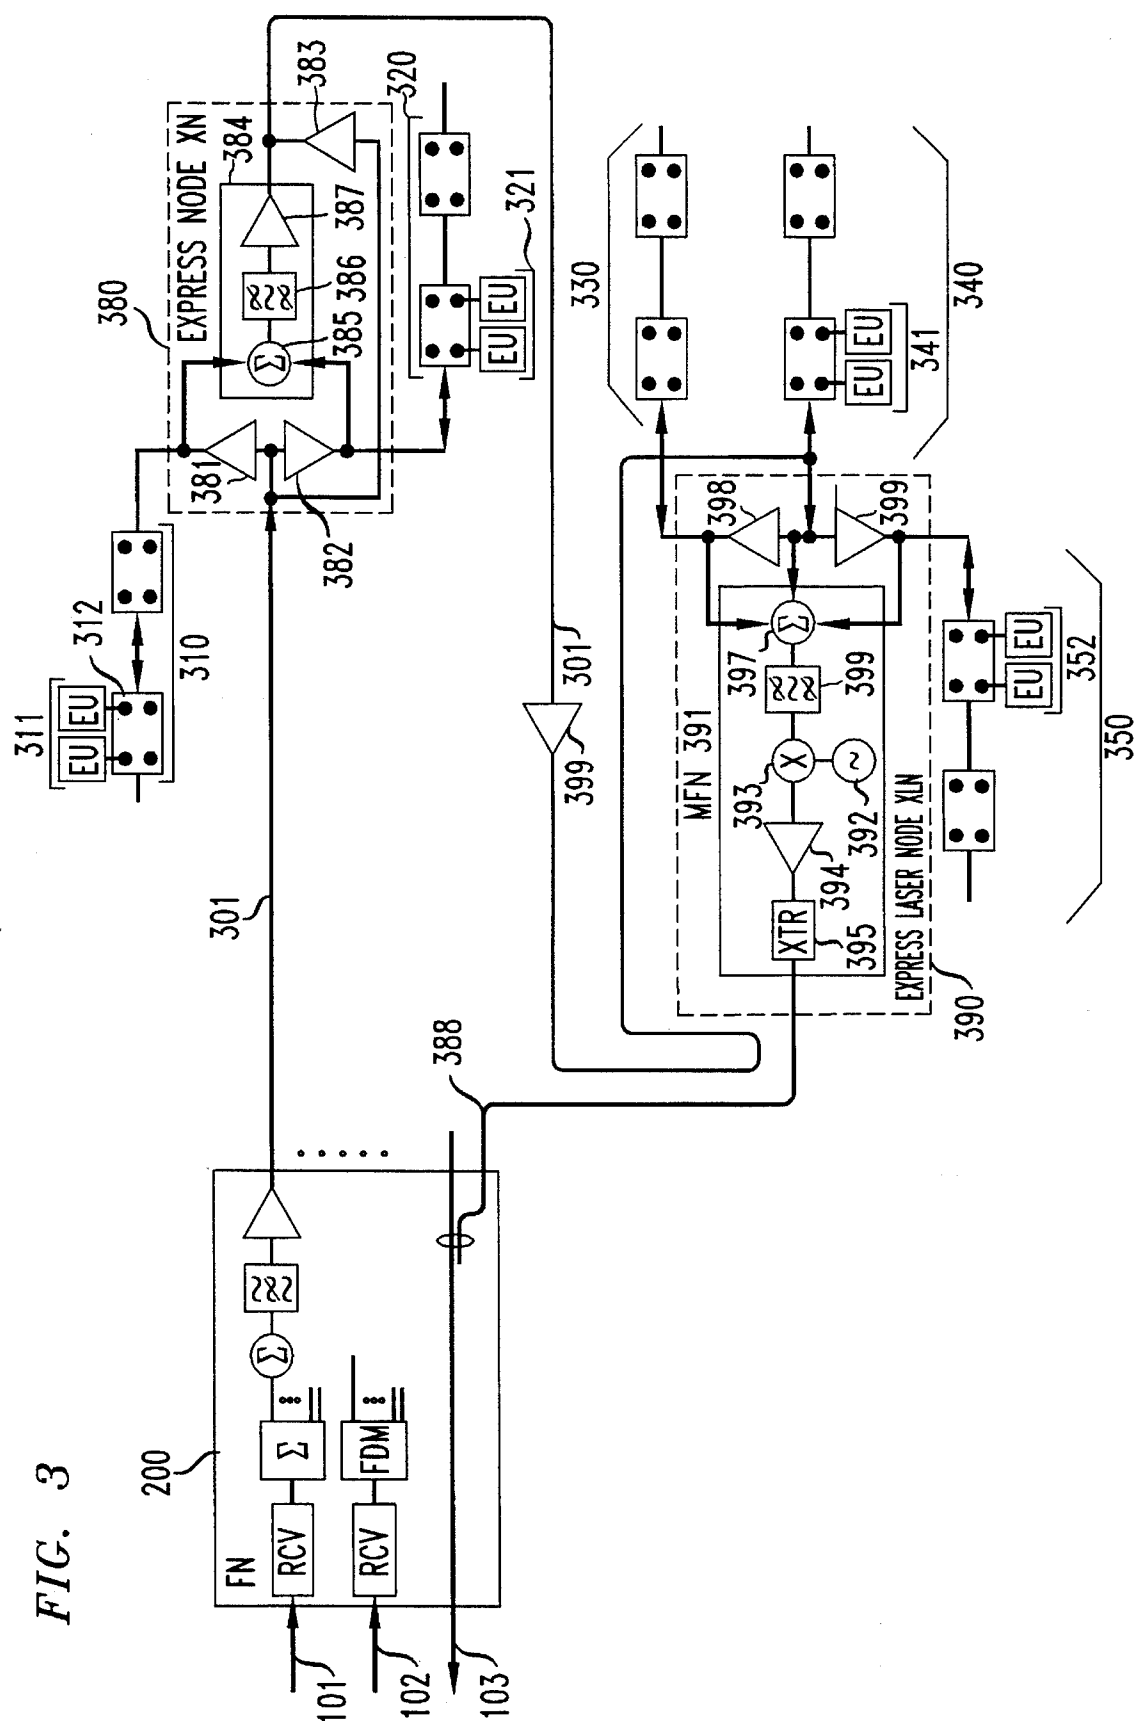 FIG. 3
200
FN
101
RCV
Σ
Σ
102
RCV
FDM
103
301
388
311
EU
EU
312
310
380
EXPRESS NODE XN
381
382
384
385
Σ
386
387
383
320
321
EU
EU
301
399
330
340
341
EU
EU
398
399
397
Σ
399
MFN 391
393
X
392
~
394
XTR
395
EXPRESS LASER NODE XLN
390
EU
EU
352
350